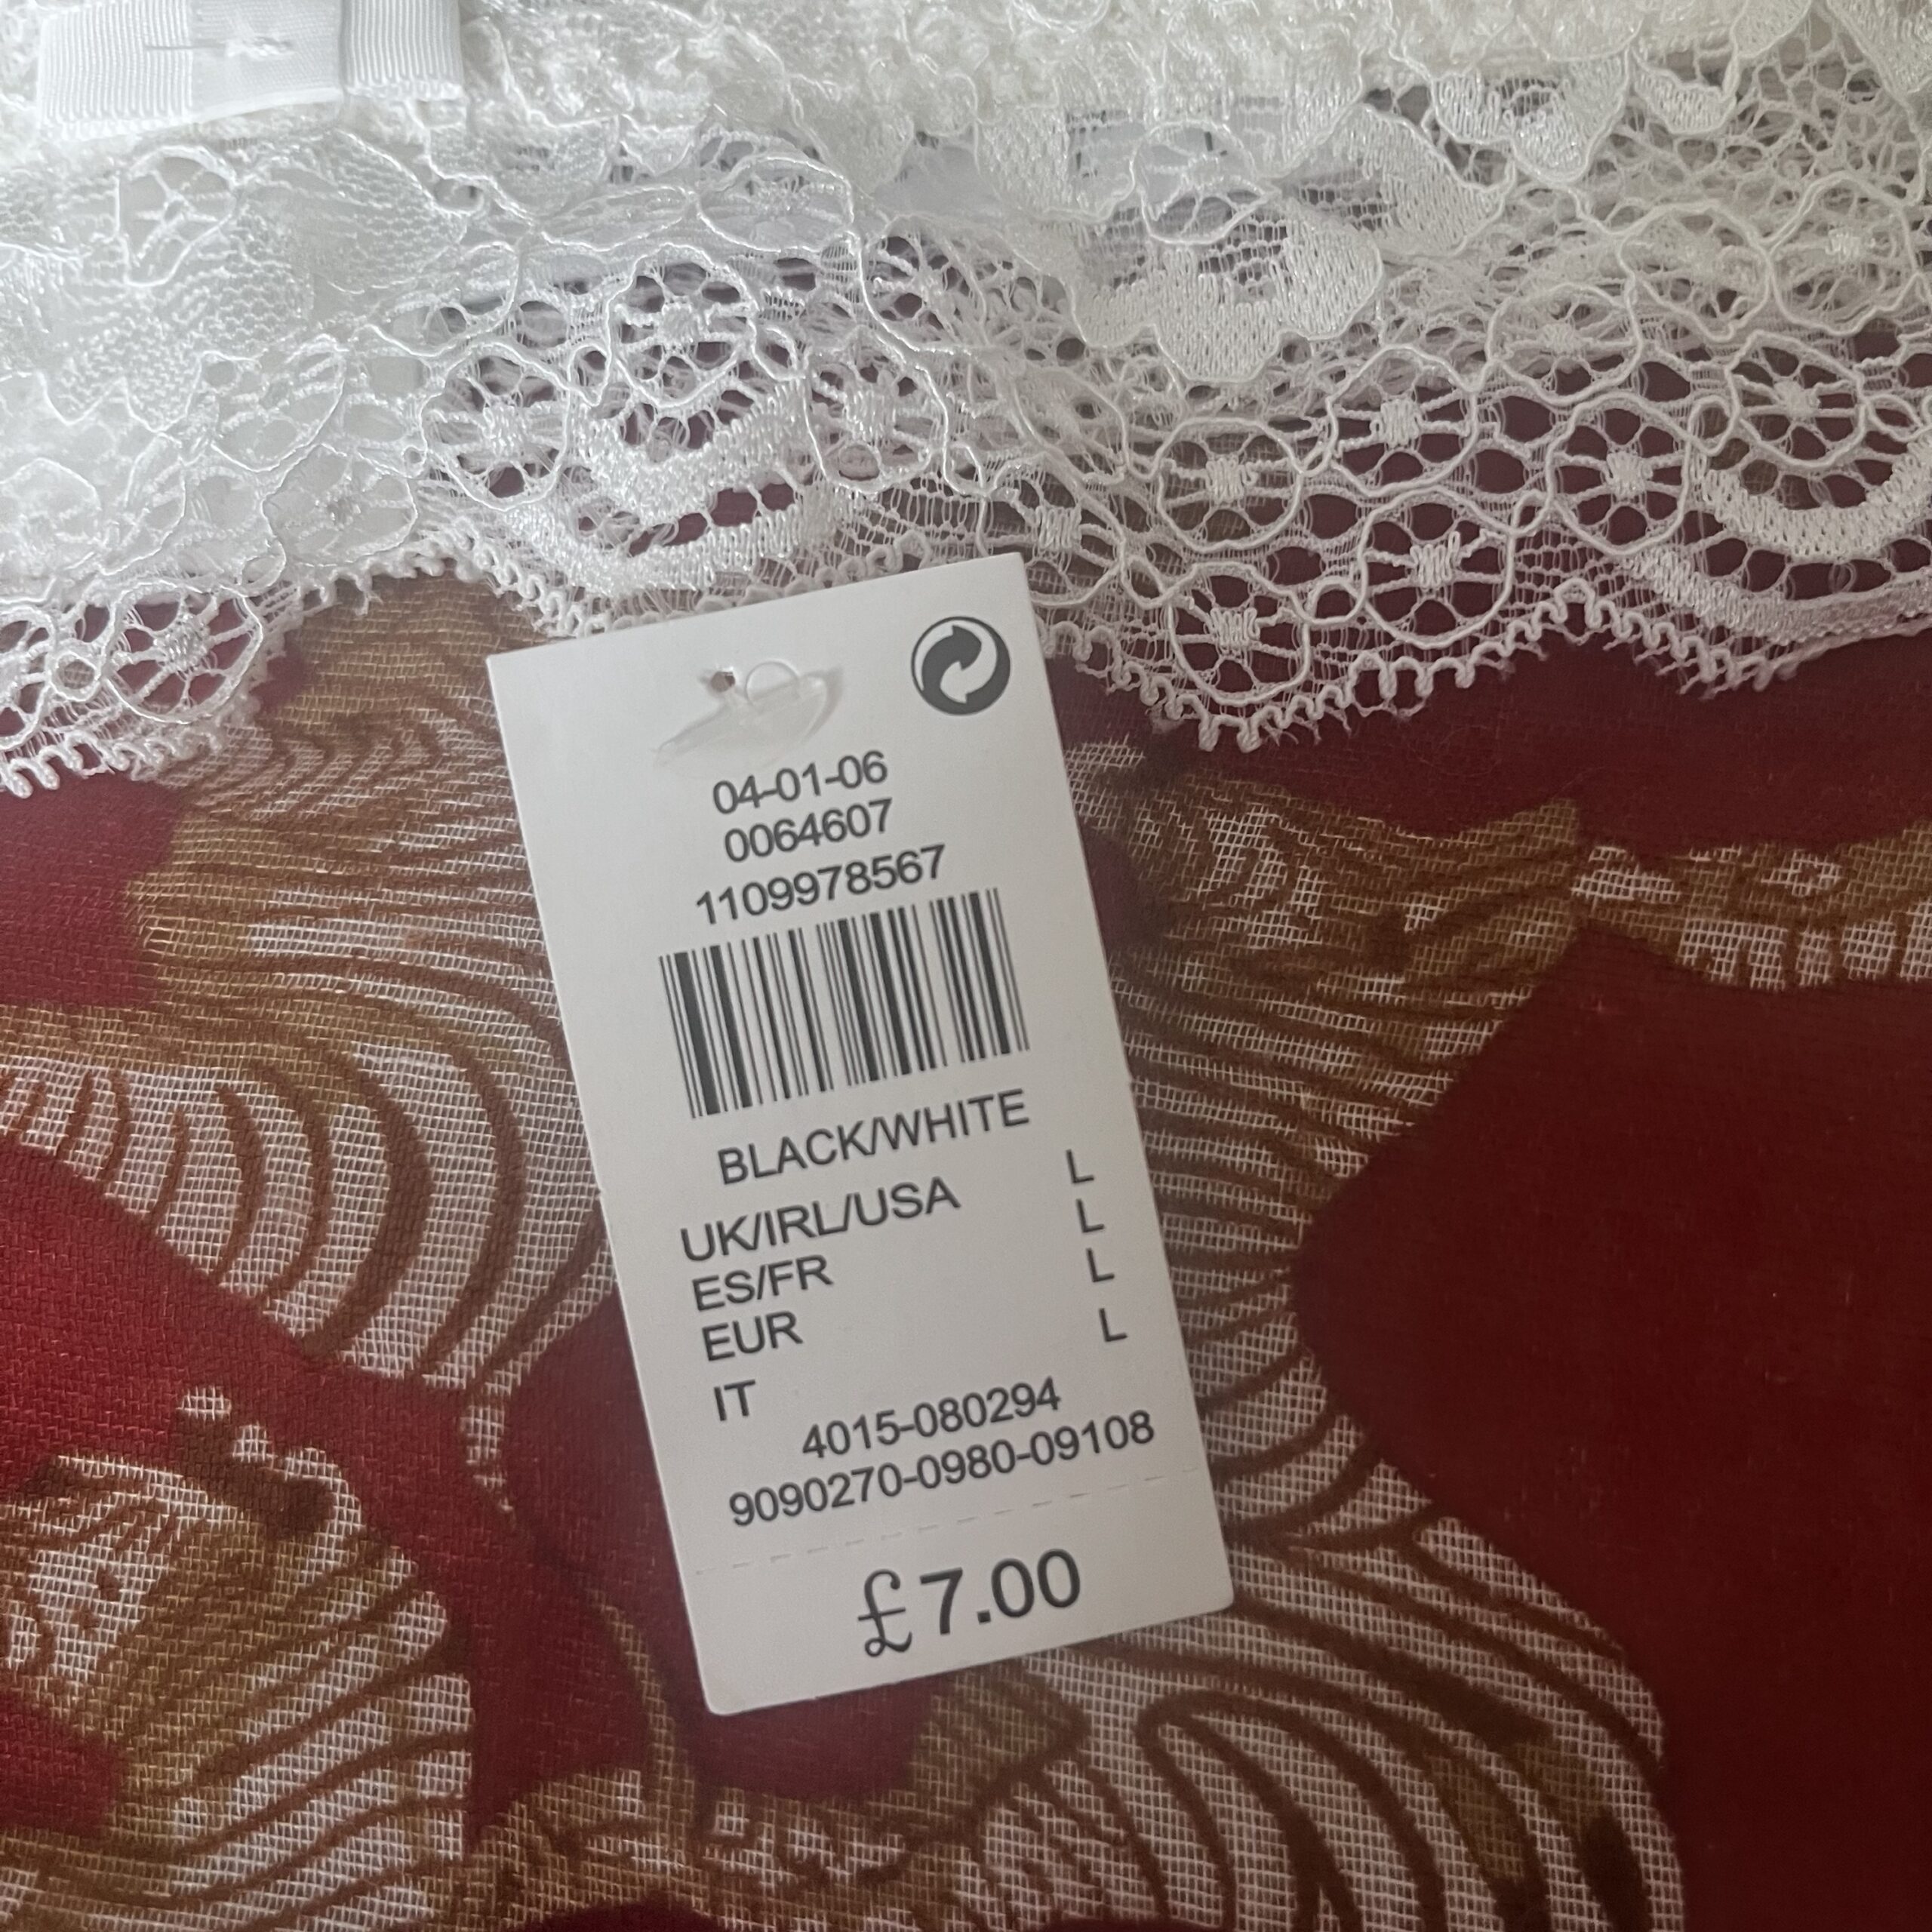 04-01-06
0064607
1109978567
BLACK/WHITE
UK/IRL/USA L
ES/FR L
EUR L
IT L
4015-080294
9090270-0980-09108
£7.00